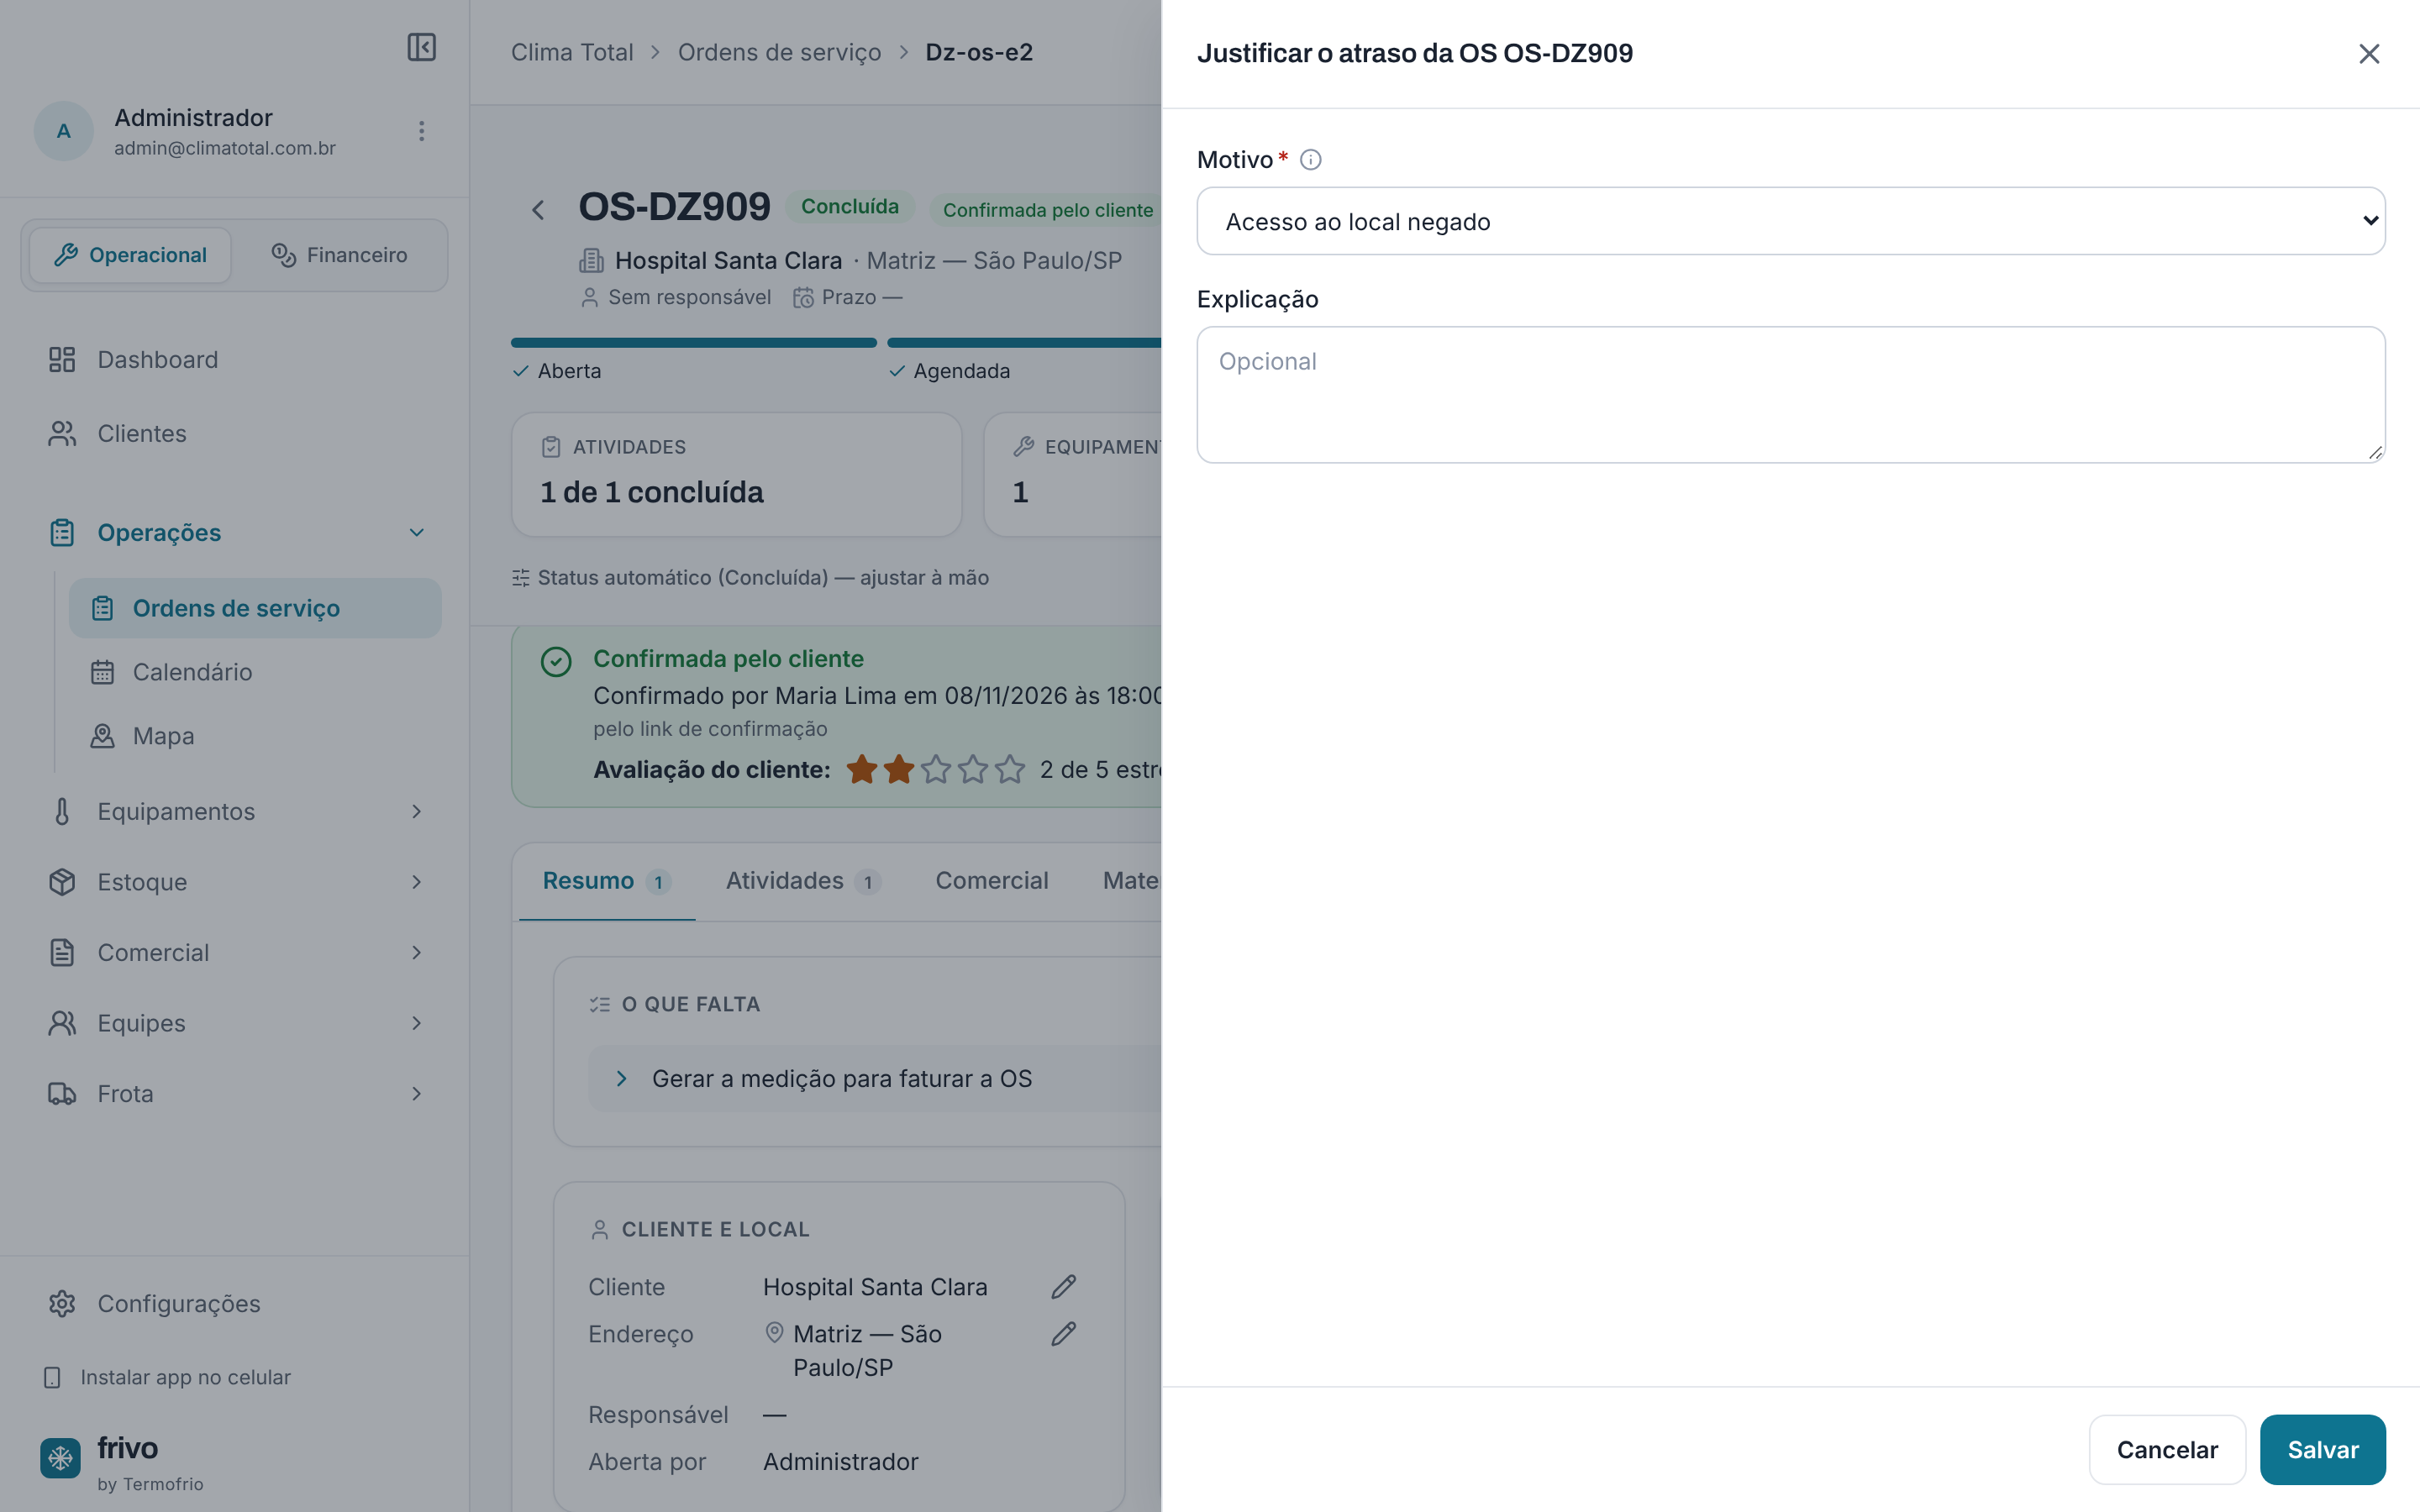 Administrador
admin@climatotal.com.br
A
Operacional
Financeiro
Dashboard
Clientes
Operações
Ordens de serviço
Calendário
Mapa
Equipamentos
Estoque
Comercial
Equipes
Frota
Configurações
Instalar app no celular
frivo
by Termofrio
Clima Total > Ordens de serviço > Dz-os-e2
OS-DZ909 Concluída Confirmada pelo cliente
Hospital Santa Clara · Matriz — São Paulo/SP
Sem responsável Prazo —
Aberta Agendada
ATIVIDADES
1 de 1 concluída
EQUIPAMEN
1
Status automático (Concluída) — ajustar à mão
Confirmada pelo cliente
Confirmado por Maria Lima em 08/11/2026 às 18:00
pelo link de confirmação
Avaliação do cliente: 2 de 5 estre
Resumo 1 Atividades 1 Comercial Mate
O QUE FALTA
Gerar a medição para faturar a OS
CLIENTE E LOCAL
Cliente Hospital Santa Clara
Endereço Matriz — São
Paulo/SP
Responsável —
Aberta por Administrador
Justificar o atraso da OS OS-DZ909
Motivo *
Acesso ao local negado
Explicação
Opcional
Cancelar Salvar